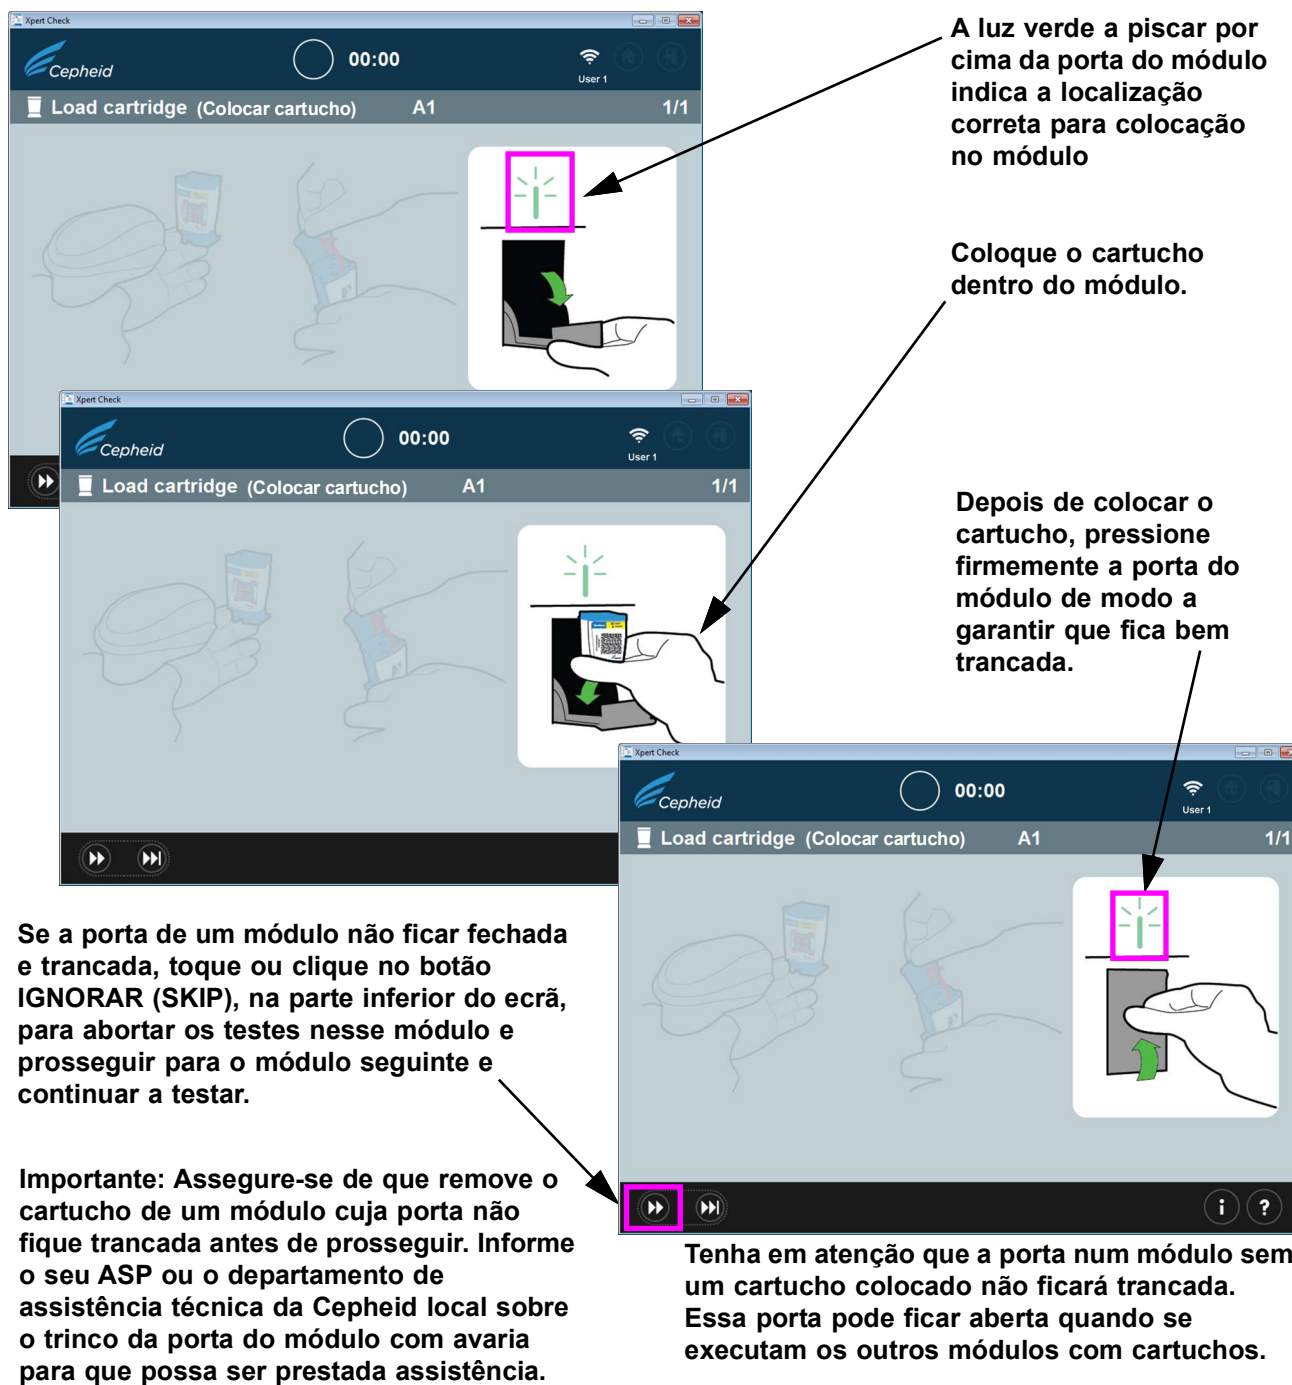 Xpert Check
Cepheid
00:00
User 1
Load cartridge (Colocar cartucho) A1 1/1
A luz verde a piscar por
cima da porta do módulo
indica a localização
correta para colocação
no módulo
Coloque o cartucho
dentro do módulo.
Xpert Check
Cepheid
00:00
User 1
Load cartridge (Colocar cartucho) A1 1/1
Depois de colocar o
cartucho, pressione
firmemente a porta do
módulo de modo a
garantir que fica bem
trancada.
Xpert Check
Cepheid
00:00
User 1
Load cartridge (Colocar cartucho) A1 1/1
i ?
Se a porta de um módulo não ficar fechada
e trancada, toque ou clique no botão
IGNORAR (SKIP), na parte inferior do ecrã,
para abortar os testes nesse módulo e
prosseguir para o módulo seguinte e
continuar a testar.
Importante: Assegure-se de que remove o
cartucho de um módulo cuja porta não
fique trancada antes de prosseguir. Informe
o seu ASP ou o departamento de
assistência técnica da Cepheid local sobre
o trinco da porta do módulo com avaria
para que possa ser prestada assistência.
Tenha em atenção que a porta num módulo sem
um cartucho colocado não ficará trancada.
Essa porta pode ficar aberta quando se
executam os outros módulos com cartuchos.